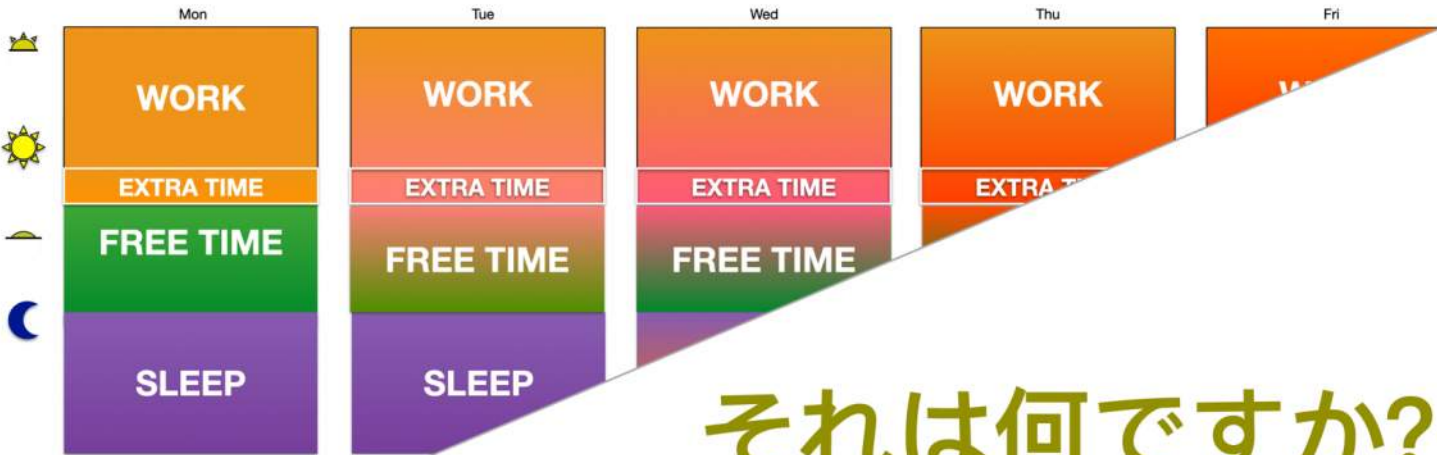 Mon Tue Wed Thu Fri
WORK WORK WORK WORK
EXTRA TIME EXTRA TIME EXTRA TIME EXTRA
FREE TIME FREE TIME FREE TIME
SLEEP SLEEP
それは何ですか?